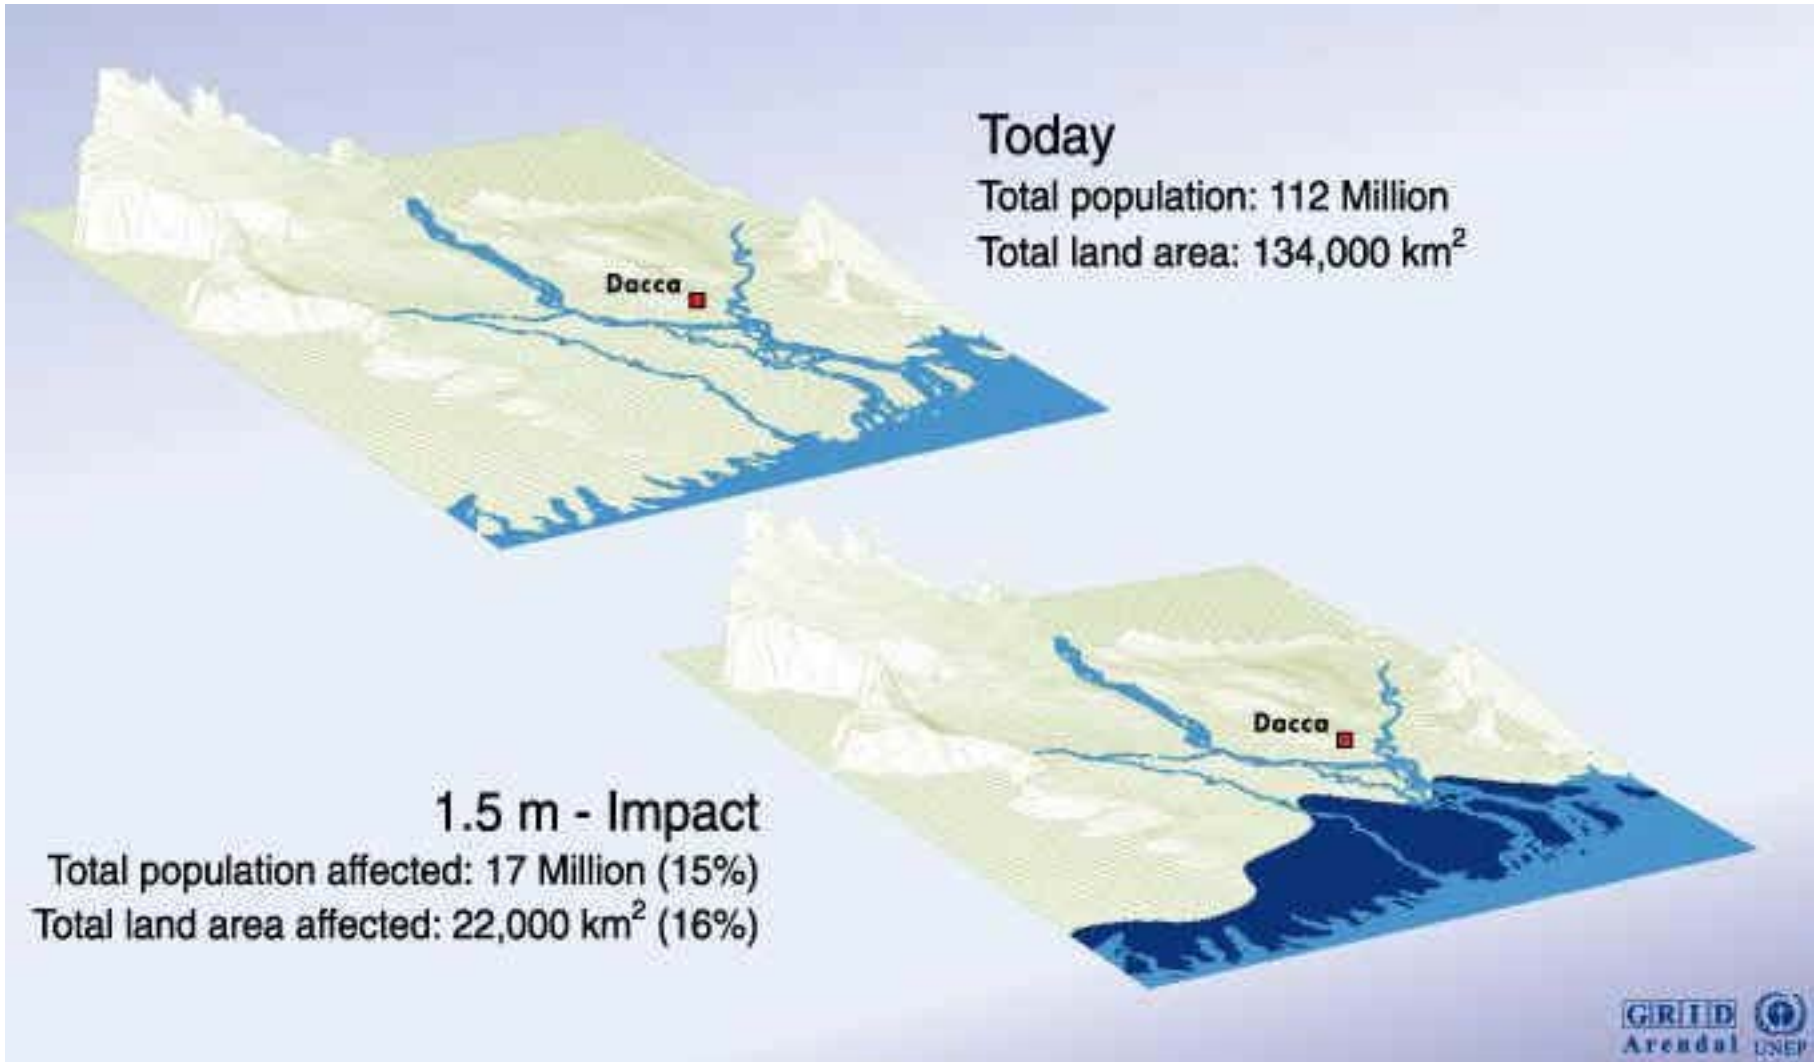 Today
Total population: 112 Million
Total land area: 134,000 km²
Dacca
Dacca
1.5 m - Impact
Total population affected: 17 Million (15%)
Total land area affected: 22,000 km² (16%)
GRID
Arendal
UNEP